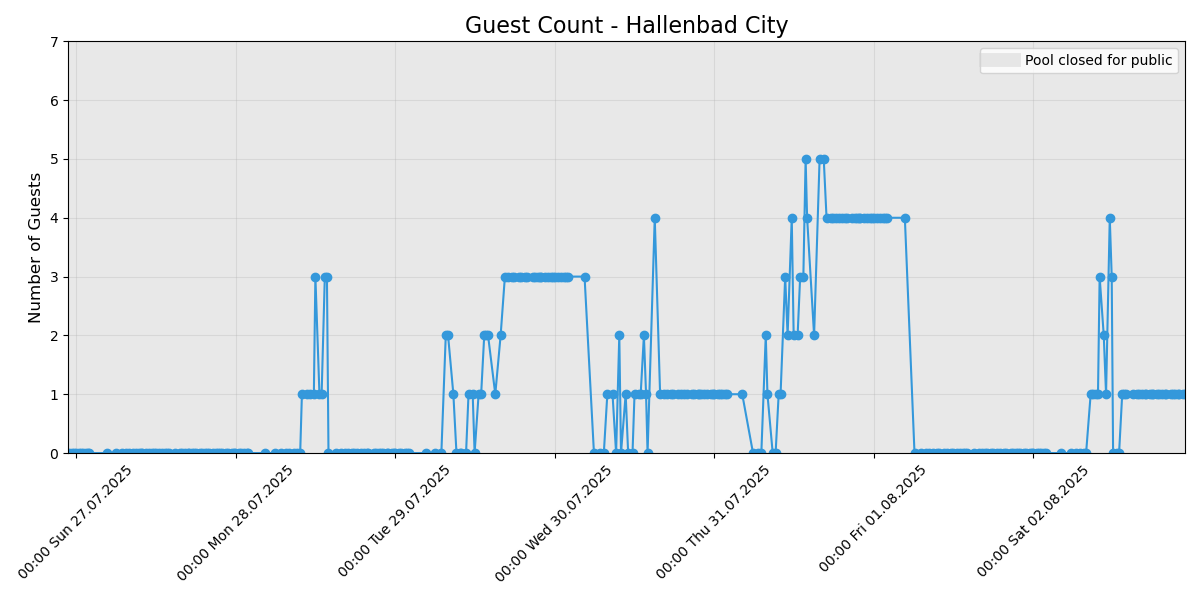 Guest Count - Hallenbad City
Pool closed for public
Number of Guests
7
6
5
4
3
2
1
0
00:00 Sun 27.07.2025
00:00 Mon 28.07.2025
00:00 Tue 29.07.2025
00:00 Wed 30.07.2025
00:00 Thu 31.07.2025
00:00 Fri 01.08.2025
00:00 Sat 02.08.2025